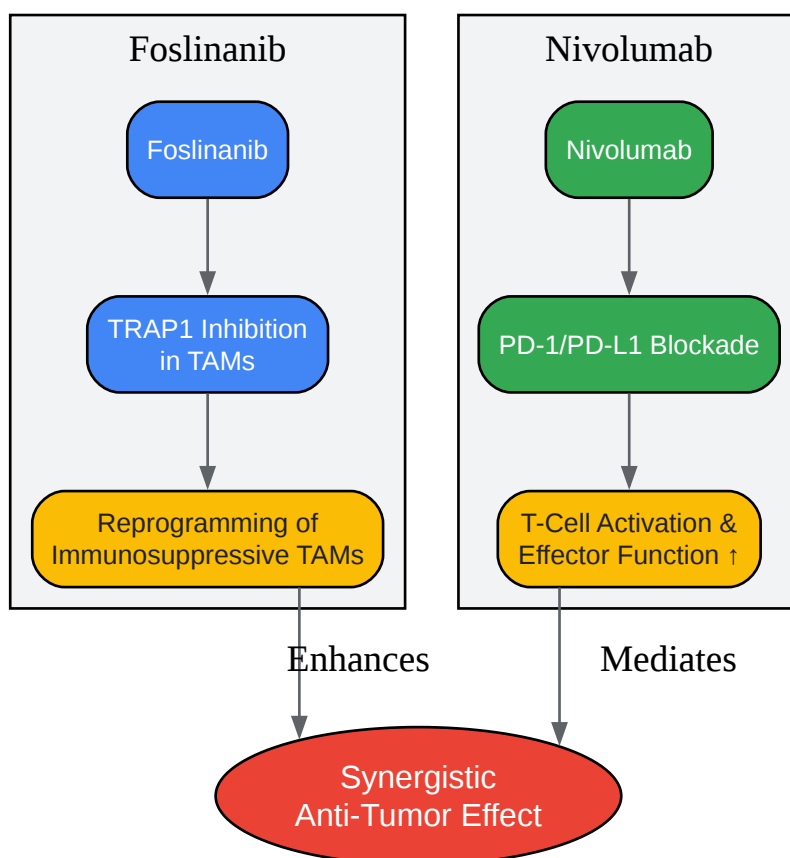 Foslinanib
Foslinanib
TRAP1 Inhibition
in TAMs
Reprogramming of
Immunosuppressive TAMs
Enhances
Nivolumab
Nivolumab
PD-1/PD-L1 Blockade
T-Cell Activation &
Effector Function ↑
Mediates
Synergistic
Anti-Tumor Effect